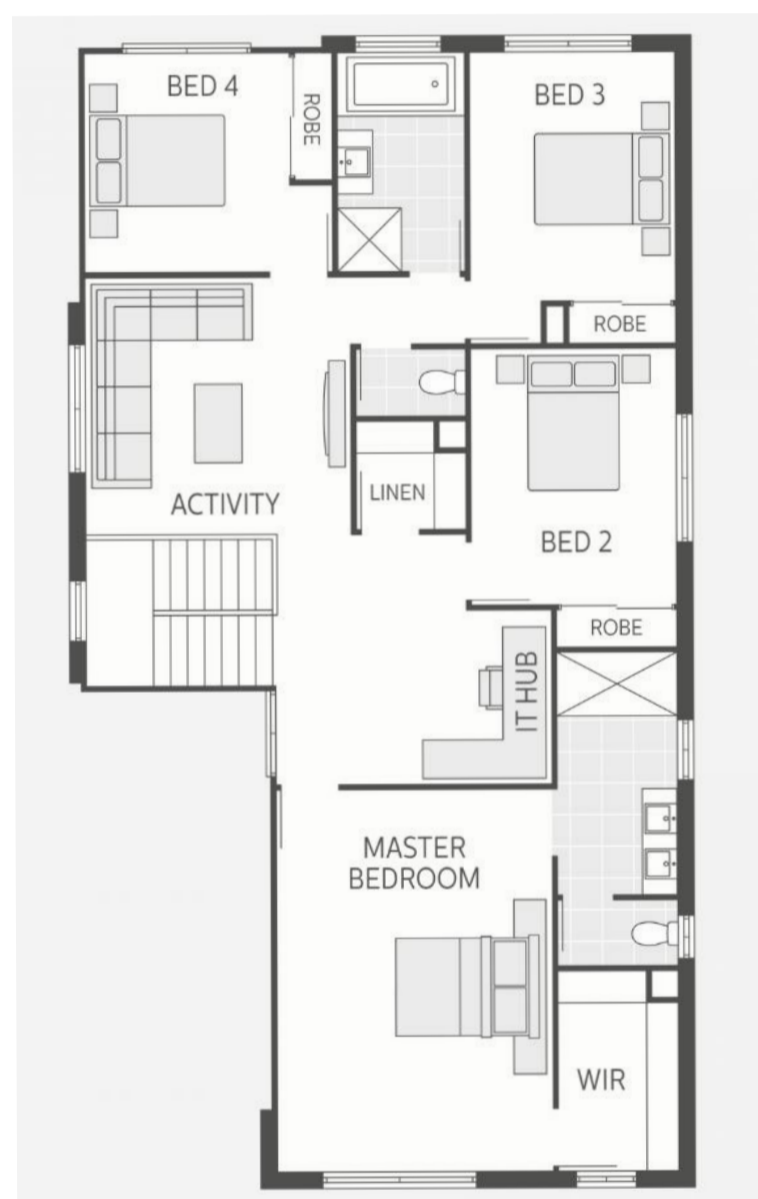 BED 4
ROBE
BED 3
ROBE
LINEN
ACTIVITY
BED 2
ROBE
IT HUB
MASTER
BEDROOM
WIR